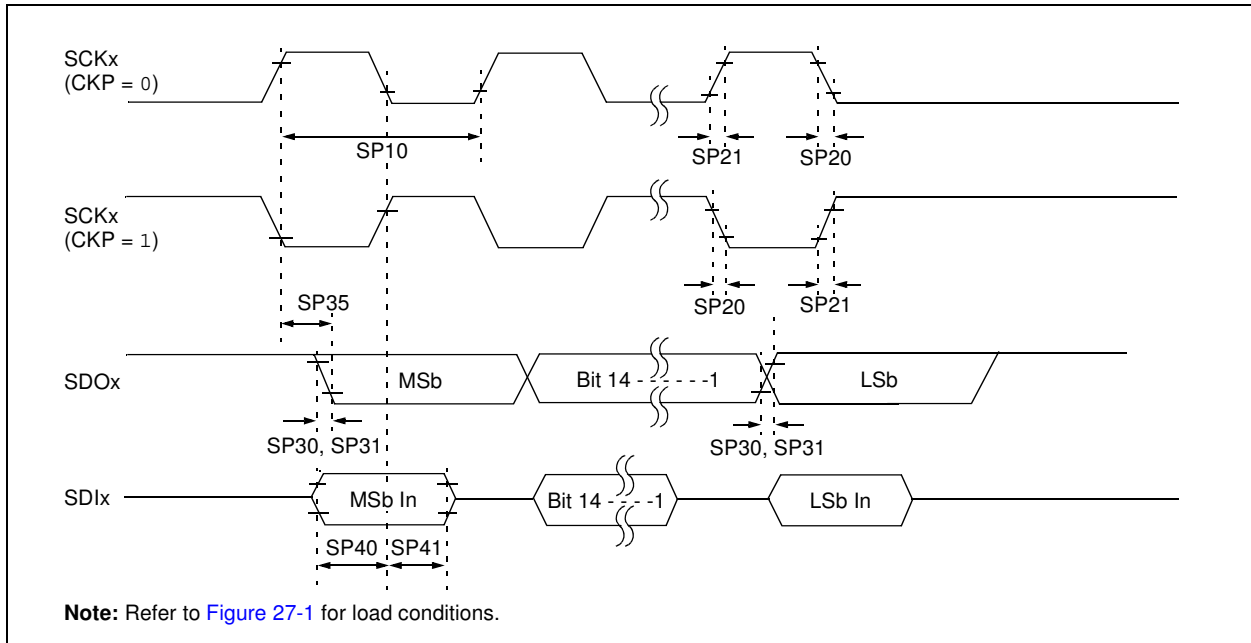 SCKx
(CKP = 0)
SP10
SP21
SP20
SCKx
(CKP = 1)
SP35
SP20
SP21
SDOx
MSb
Bit 14 - - - - - - -1
LSb
SP30, SP31
SP30, SP31
SDIx
MSb In
Bit 14 - - - - -1
LSb In
SP40
SP41
Note: Refer to Figure 27-1 for load conditions.